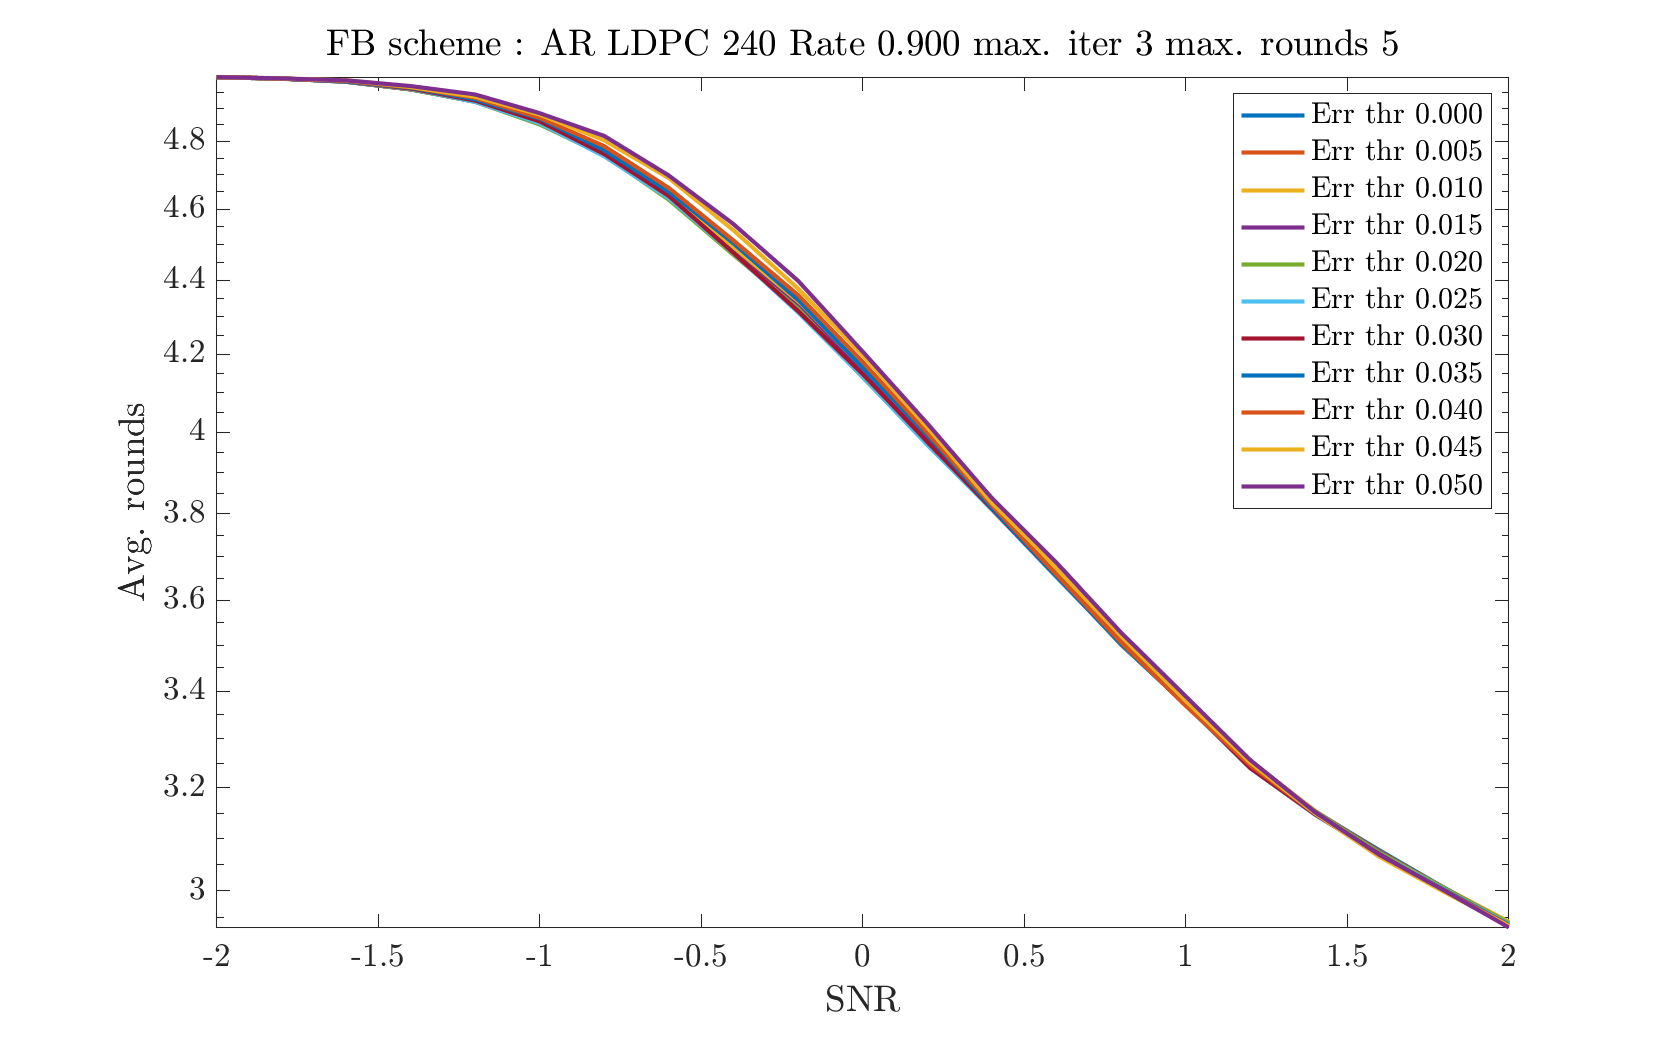 FB scheme : AR LDPC 240 Rate 0.900 max. iter 3 max. rounds 5
Err thr 0.000
Err thr 0.005
Err thr 0.010
Err thr 0.015
Err thr 0.020
Err thr 0.025
Err thr 0.030
Err thr 0.035
Err thr 0.040
Err thr 0.045
Err thr 0.050
4.8
4.6
4.4
4.2
4
3.8
3.6
3.4
3.2
3
Avg. rounds
-2 -1.5 -1 -0.5 0 0.5 1 1.5 2
SNR